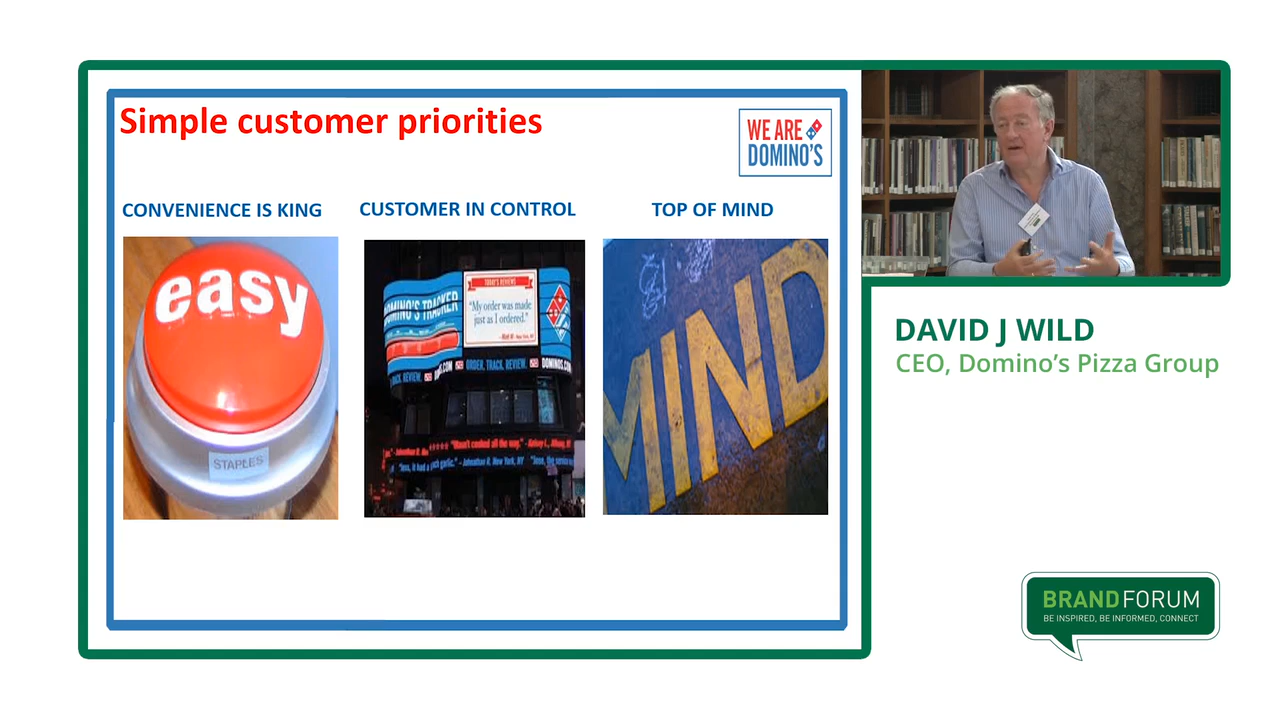 Simple customer priorities
WE ARE
DOMINO'S
CONVENIENCE IS KING
CUSTOMER IN CONTROL
TOP OF MIND
easy
STAPLES
DOMINO'S TRACKER
TODAY'S REVIEWS
"My order was made
just as I ordered."
ORDER. TRACK. REVIEW.
DOMINOS.COM
MIND
DAVID J WILD
CEO, Domino's Pizza Group
BRANDFORUM
BE INSPIRED, BE INFORMED, CONNECT